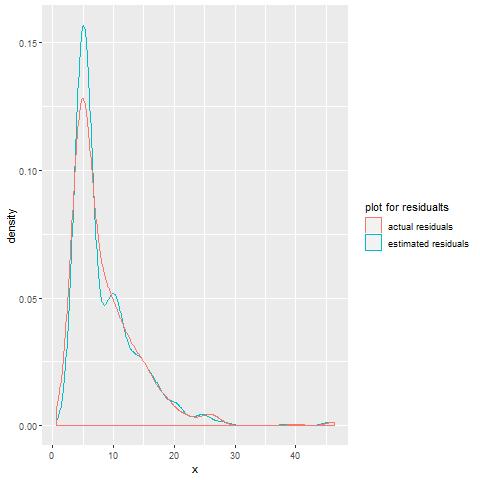 0.15
0.10
0.05
0.00
density
0
10
20
30
40
x
plot for residualts
actual residuals
estimated residuals